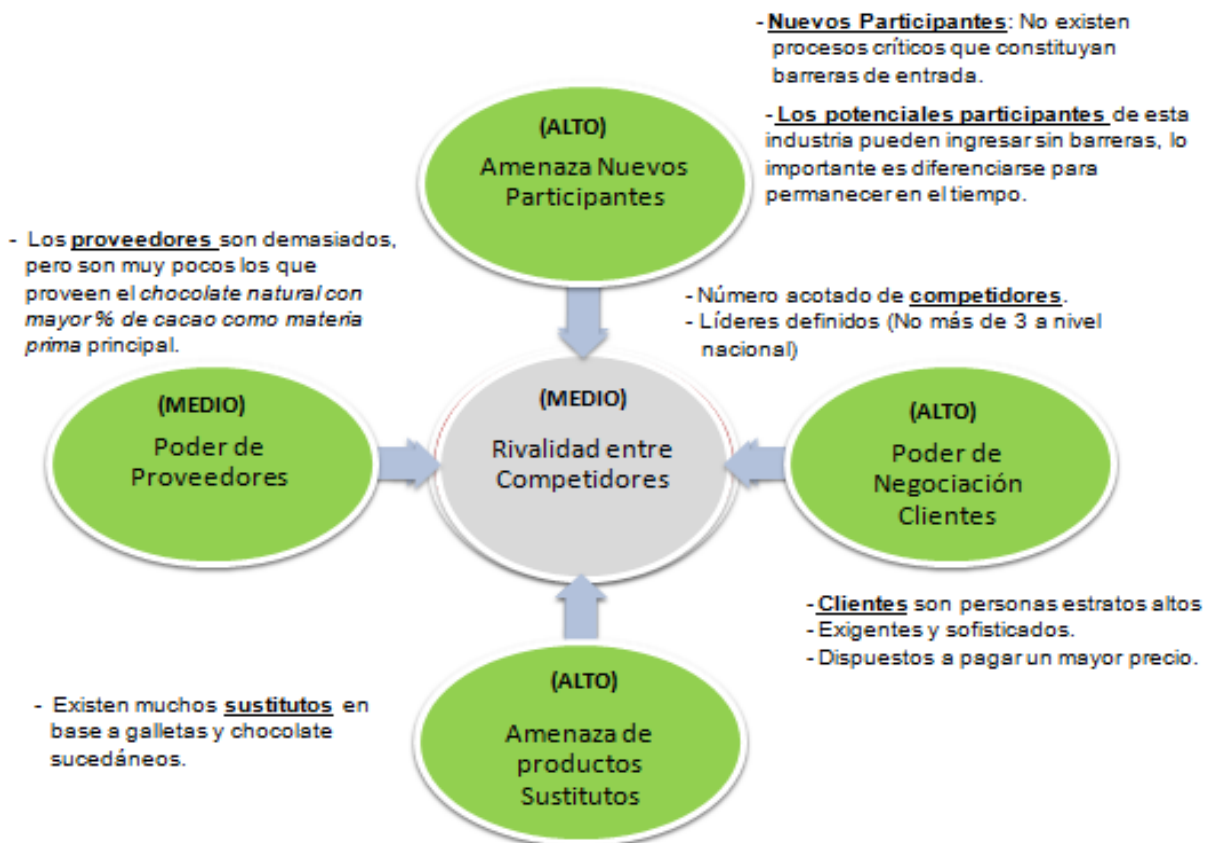 - Nuevos Participantes: No existen
procesos críticos que constituyan
barreras de entrada.
- Los potenciales participantes de esta
industria pueden ingresar sin barreras, lo
importante es diferenciarse para
permanecer en el tiempo.
(ALTO)
Amenaza Nuevos
Participantes
- Los proveedores son demasiados,
pero son muy pocos los que
proveen el chocolate natural con
mayor % de cacao como materia
prima principal.
- Número acotado de competidores.
- Líderes definidos (No más de 3 a nivel
nacional)
(MEDIO)
Poder de
Proveedores
(MEDIO)
Rivalidad entre
Competidores
(ALTO)
Poder de
Negociación
Clientes
- Clientes son personas estratos altos
- Exigentes y sofisticados.
- Dispuestos a pagar un mayor precio.
- Existen muchos sustitutos en
base a galletas y chocolate
sucedáneos.
(ALTO)
Amenaza de
productos
Sustitutos